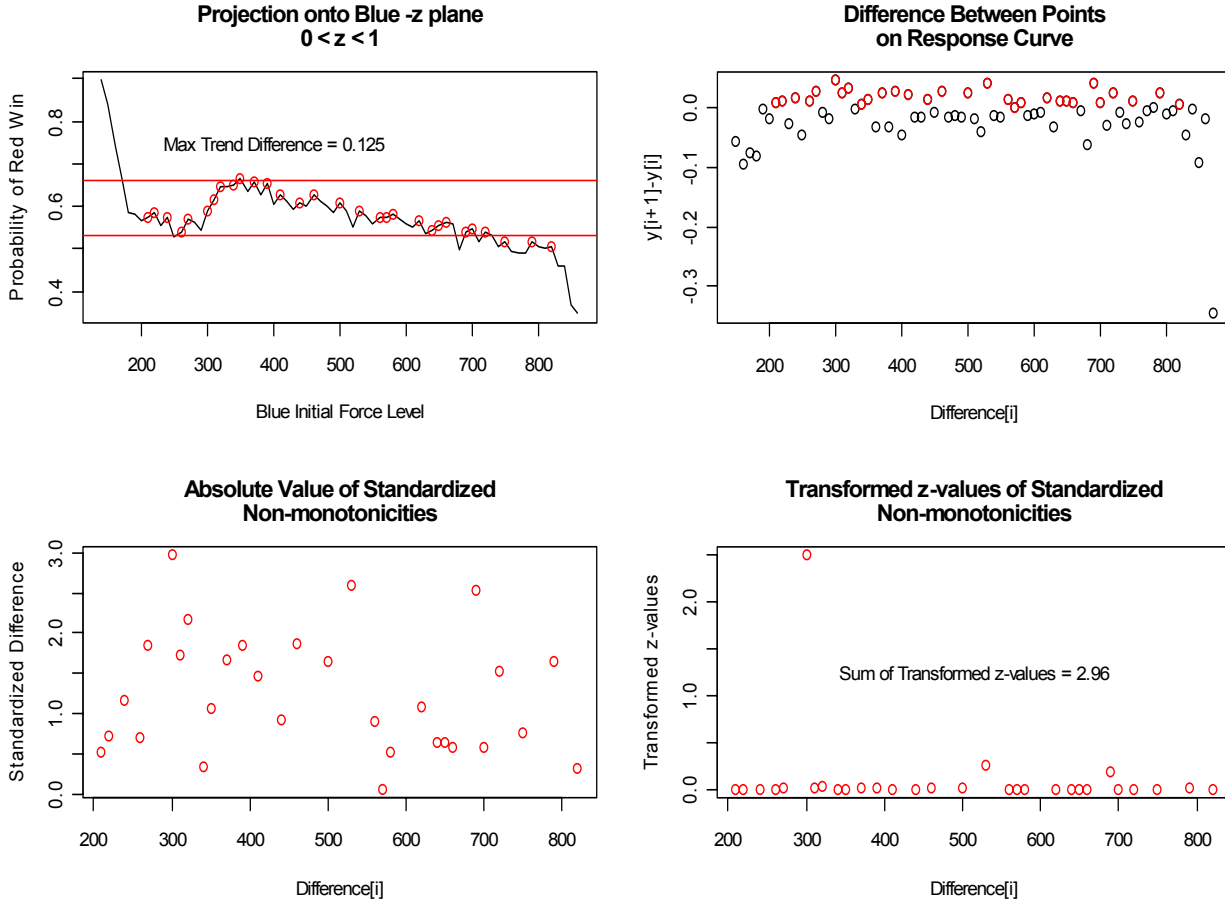 Projection onto Blue -z plane
0 < z < 1
Probability of Red Win
0.4
0.6
0.8
Max Trend Difference = 0.125
200 300 400 500 600 700 800
Blue Initial Force Level
Difference Between Points
on Response Curve
y[i+1]-y[i]
-0.3
-0.2
-0.1
0.0
200 300 400 500 600 700 800
Difference[i]
Absolute Value of Standardized
Non-monotonicities
Standardized Difference
0.0
1.0
2.0
3.0
200 300 400 500 600 700 800
Difference[i]
Transformed z-values of Standardized
Non-monotonicities
Transformed z-values
0.0
1.0
2.0
Sum of Transformed z-values = 2.96
200 300 400 500 600 700 800
Difference[i]